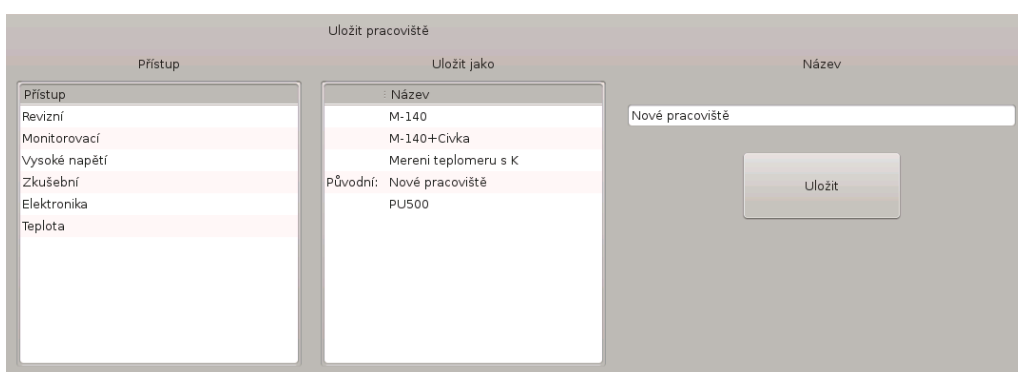 Uložit pracoviště
Přístup
Uložit jako
Název
Přístup
Revizní
Monitorovací
Vysoké napětí
Zkušební
Elektronika
Teplota
Název
M-140
M-140+Civka
Mereni teplomeru s K
Původní: Nové pracoviště
PU500
Nové pracoviště
Uložit